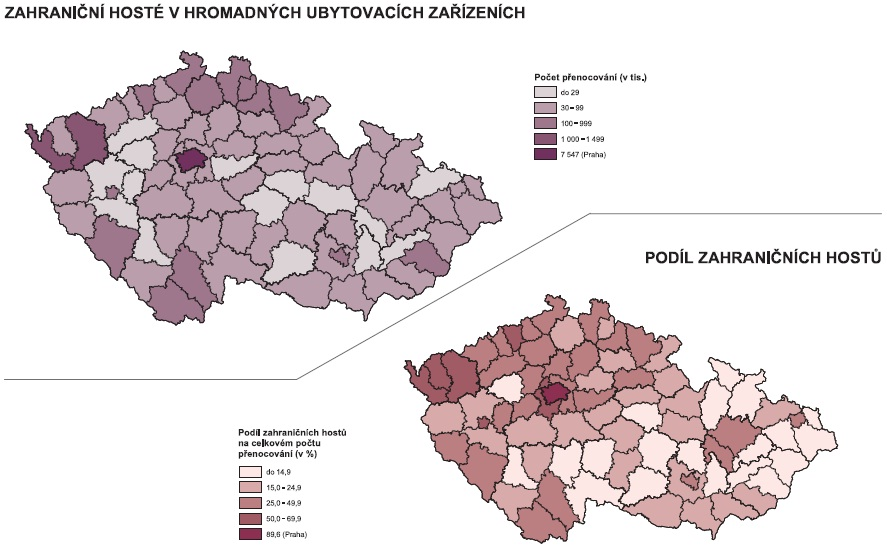 ZAHRANIČNÍ HOSTÉ V HROMADNÝCH UBYTOVACÍCH ZAŘÍZENÍCH
Počet přenocování (v tis.)
do 29
30–99
100–999
1 000–1 499
7 547 (Praha)
PODÍL ZAHRANIČNÍCH HOSTŮ
Podíl zahraničních hostů
na celkovém počtu
přenocování (v %)
do 14,9
15,0–24,9
25,0–49,9
50,0–69,9
89,6 (Praha)